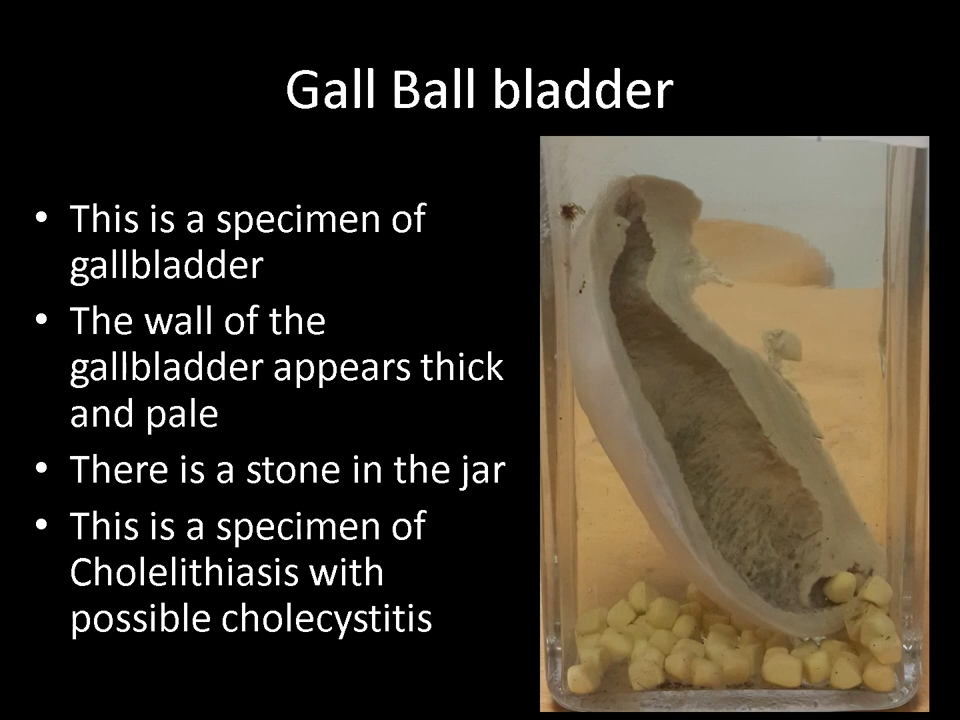 Gall Ball bladder
• This is a specimen of
gallbladder
• The wall of the
gallbladder appears thick
and pale
• There is a stone in the jar
• This is a specimen of
Cholelithiasis with
possible cholecystitis